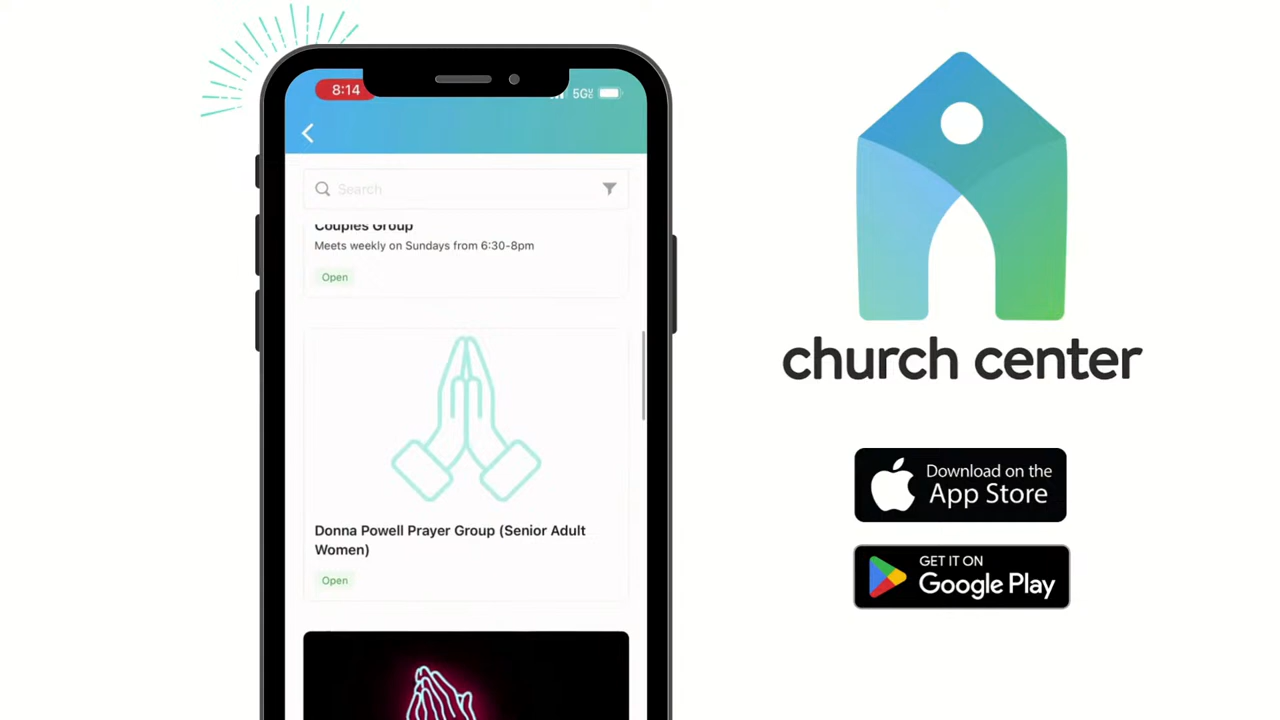 8:14
5G
Search
Couples Group
Meets weekly on Sundays from 6:30-8pm
Open
Donna Powell Prayer Group (Senior Adult
Women)
Open
church center
Download on the
App Store
GET IT ON
Google Play